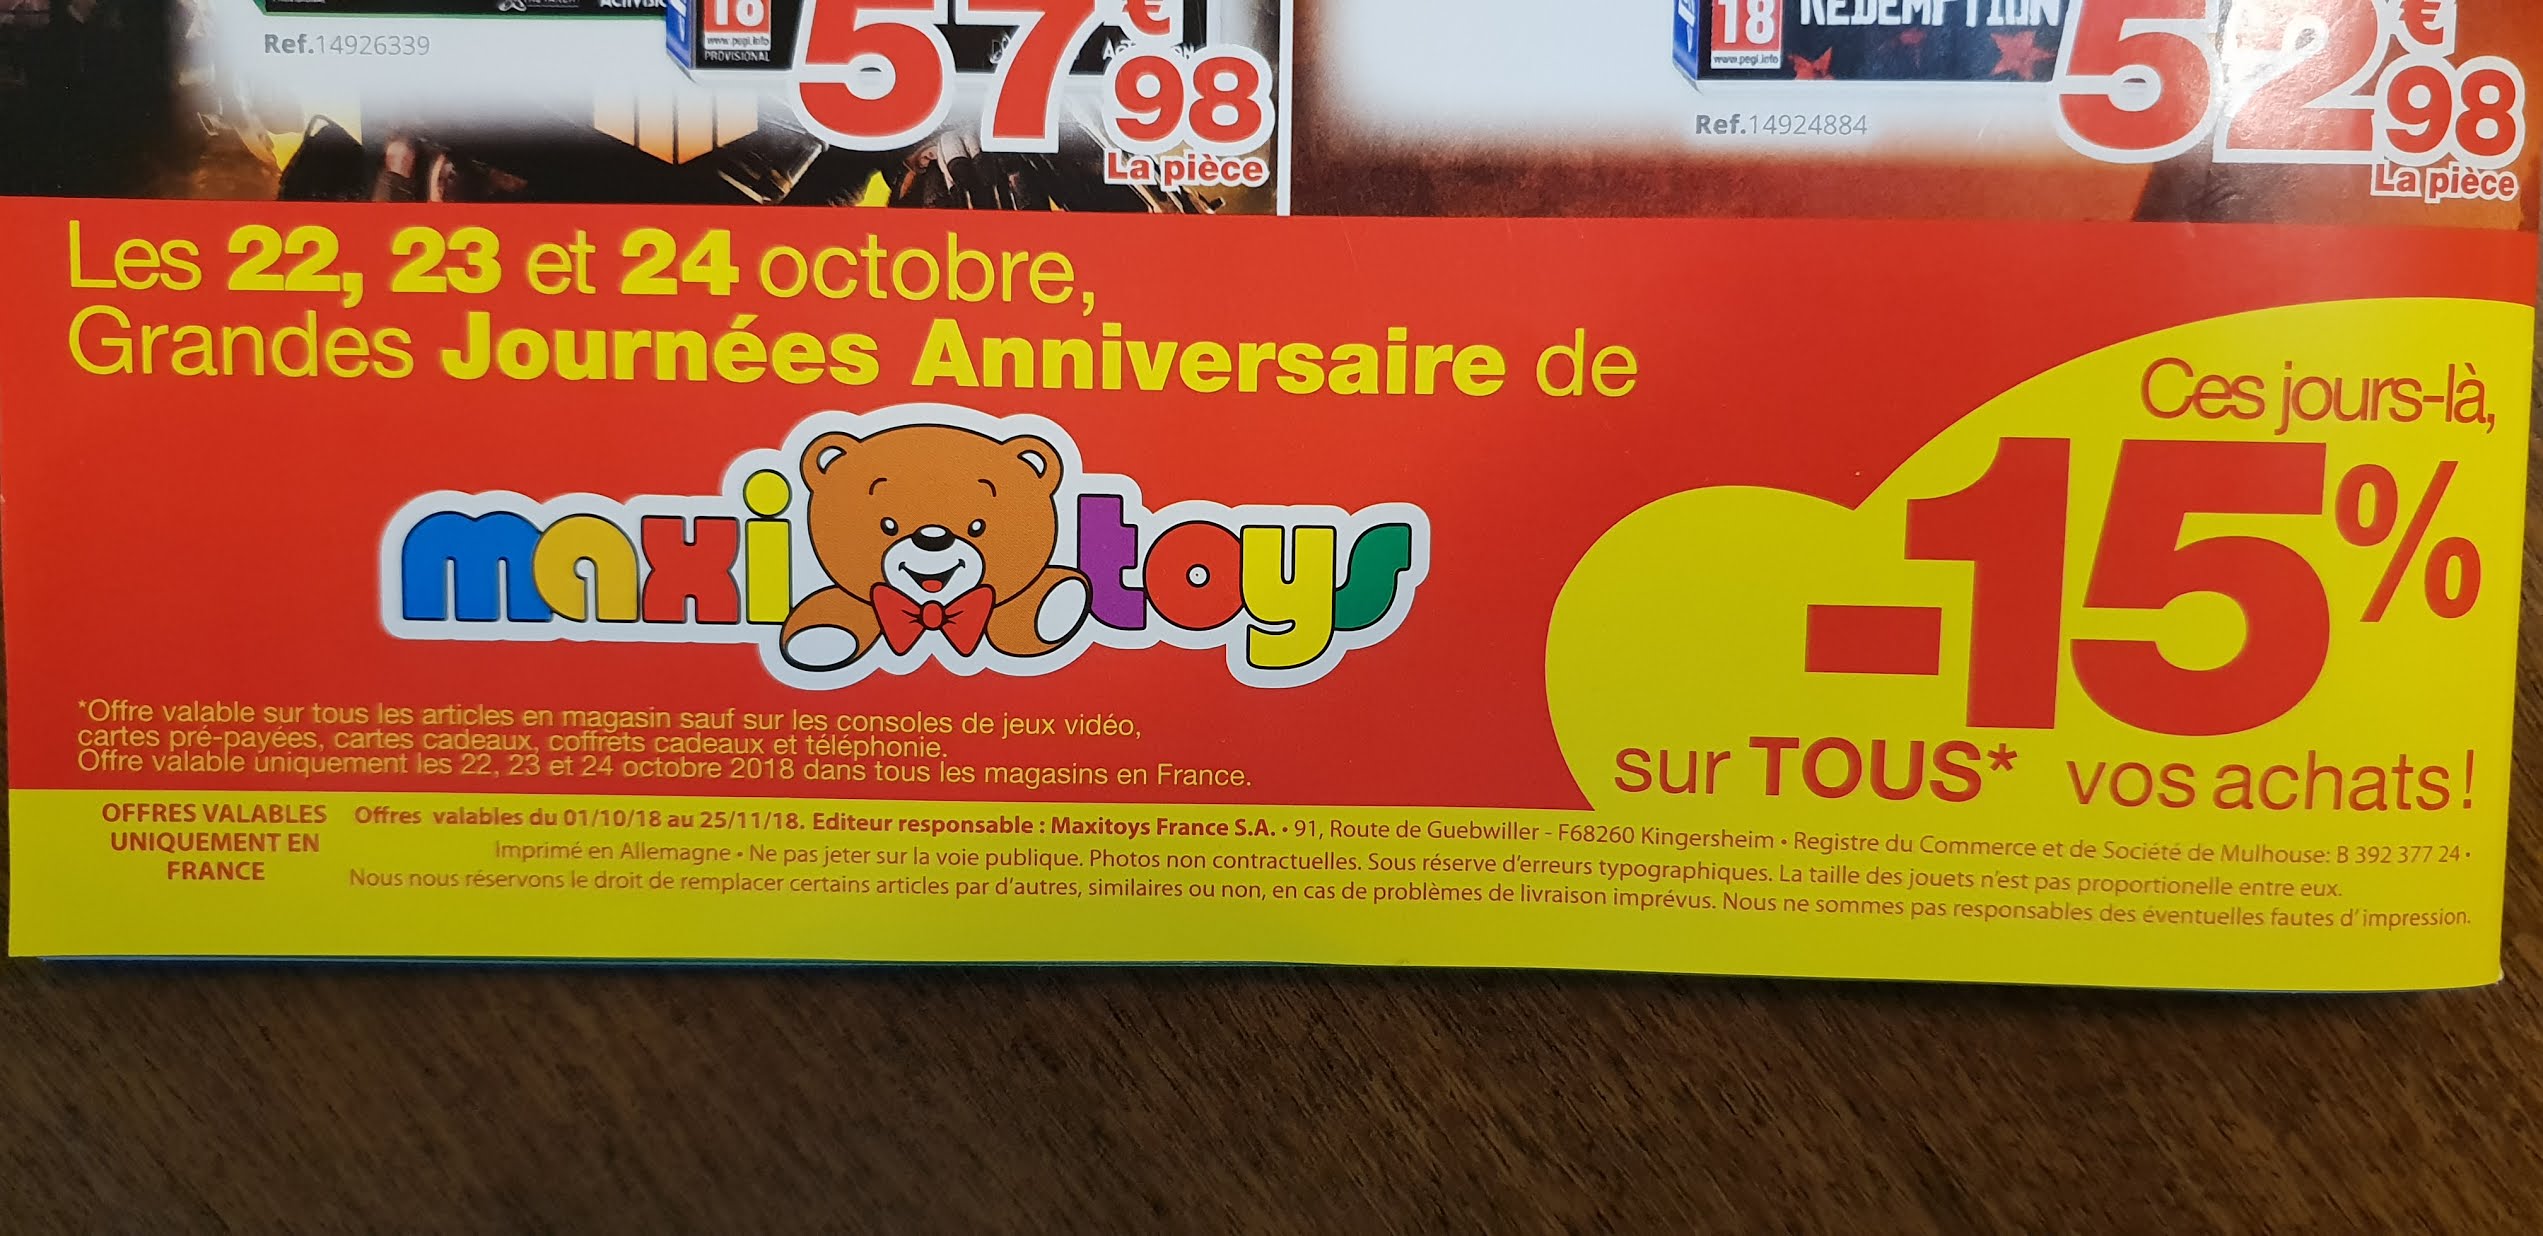 Ref.14926339
18
www.pegi.info
PROVISIONAL
57€98
La pièce
18
www.pegi.info
REDEMPTION
Ref.14924884
52€98
La pièce
Les 22, 23 et 24 octobre,
Grandes Journées Anniversaire de
maxi toys
Ces jours-là,
-15%
sur TOUS* vos achats !
*Offre valable sur tous les articles en magasin sauf sur les consoles de jeux vidéo,
cartes pré-payées, cartes cadeaux, coffrets cadeaux et téléphonie.
Offre valable uniquement les 22, 23 et 24 octobre 2018 dans tous les magasins en France.
OFFRES VALABLES
UNIQUEMENT EN
FRANCE
Offres valables du 01/10/18 au 25/11/18. Editeur responsable : Maxitoys France S.A. • 91, Route de Guebwiller - F68260 Kingersheim • Registre du Commerce et de Société de Mulhouse: B 392 377 24 •
Imprimé en Allemagne • Ne pas jeter sur la voie publique. Photos non contractuelles. Sous réserve d'erreurs typographiques. La taille des jouets n'est pas proportionelle entre eux.
Nous nous réservons le droit de remplacer certains articles par d'autres, similaires ou non, en cas de problèmes de livraison imprévus. Nous ne sommes pas responsables des éventuelles fautes d'impression.